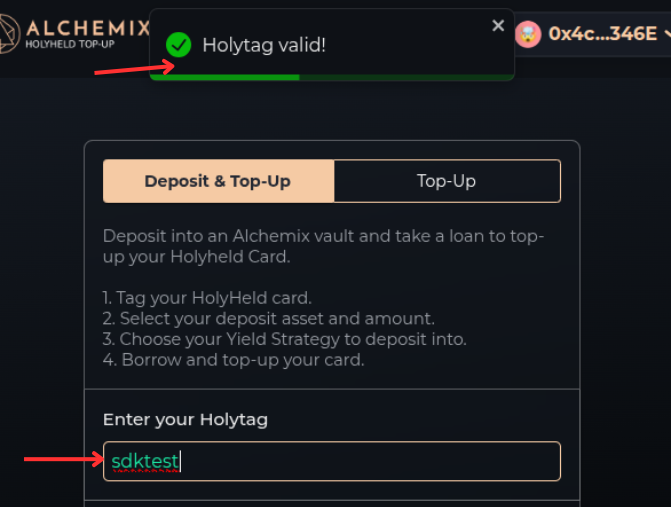 ALCHEMIX
HOLYHELD TOP-UP
Holytag valid!
0x4c...346E
Deposit & Top-Up
Top-Up
Deposit into an Alchemix vault and take a loan to top-
up your Holyheld Card.
1. Tag your HolyHeld card.
2. Select your deposit asset and amount.
3. Choose your Yield Strategy to deposit into.
4. Borrow and top-up your card.
Enter your Holytag
sdktest